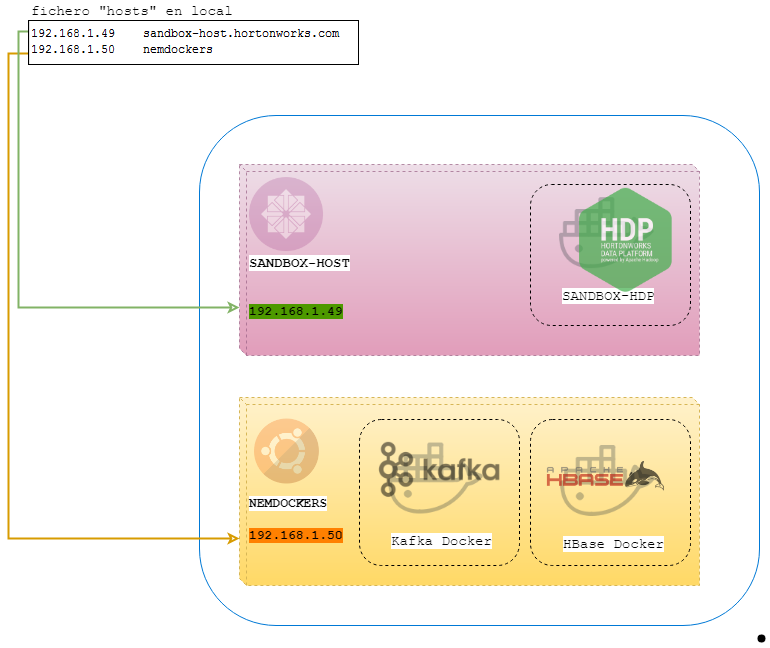 fichero "hosts" en local
192.168.1.49 sandbox-host.hortonworks.com
192.168.1.50 nemdockers
HDP
HORTONWORKS
DATA PLATFORM
powered by Apache Hadoop
SANDBOX-HOST
SANDBOX-HDP
192.168.1.49
kafka
APACHE
HBASE
NEMDOCKERS
192.168.1.50
Kafka Docker
HBase Docker